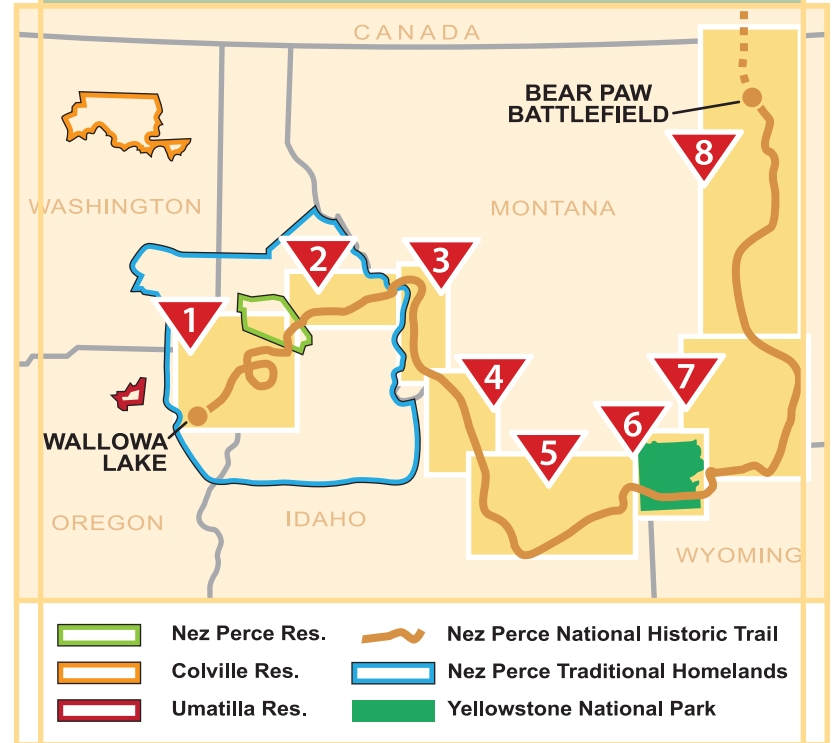 CANADA
BEAR PAW
BATTLEFIELD
8
WASHINGTON
MONTANA
2
3
1
4
7
6
5
WALLOWA
LAKE
OREGON
IDAHO
WYOMING
Nez Perce Res.
Nez Perce National Historic Trail
Colville Res.
Nez Perce Traditional Homelands
Umatilla Res.
Yellowstone National Park